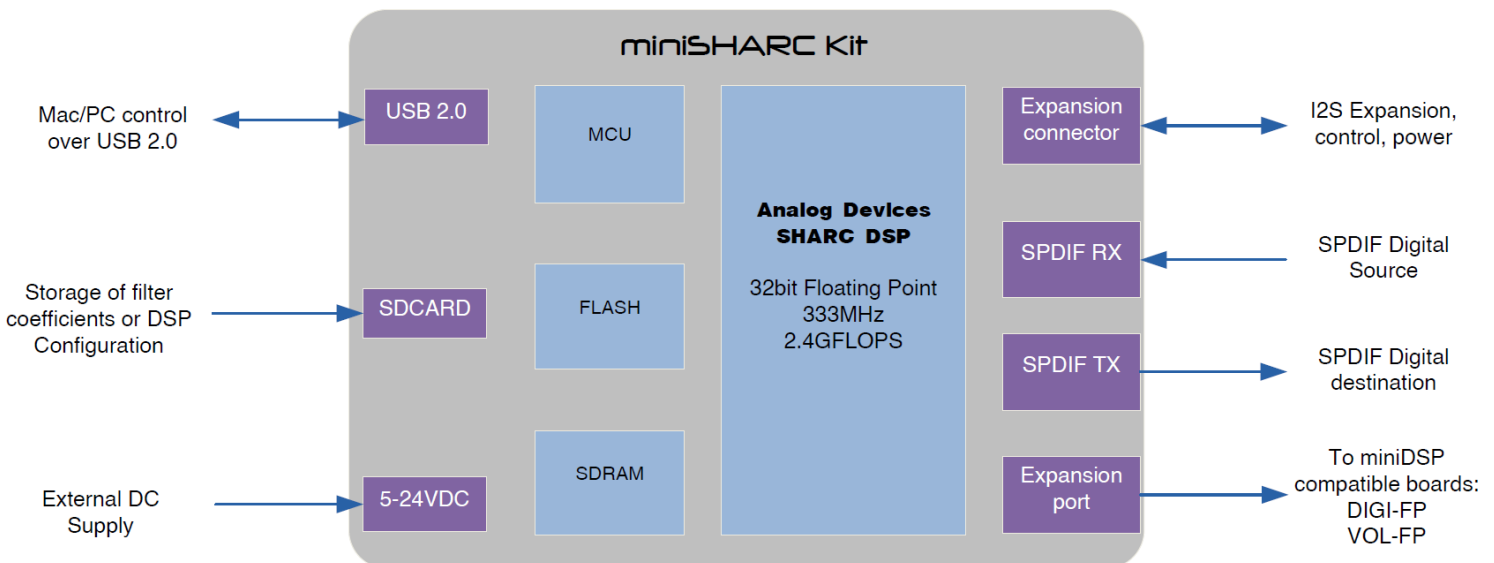 miniSHARC Kit
Mac/PC control
over USB 2.0
USB 2.0
MCU
Expansion
connector
I2S Expansion,
control, power
Analog Devices
SHARC DSP
32bit Floating Point
333MHz
2.4GFLOPS
SPDIF RX
SPDIF Digital
Source
Storage of filter
coefficients or DSP
Configuration
SDCARD
FLASH
SPDIF TX
SPDIF Digital
destination
External DC
Supply
5-24VDC
SDRAM
Expansion
port
To miniDSP
compatible boards:
DIGI-FP
VOL-FP